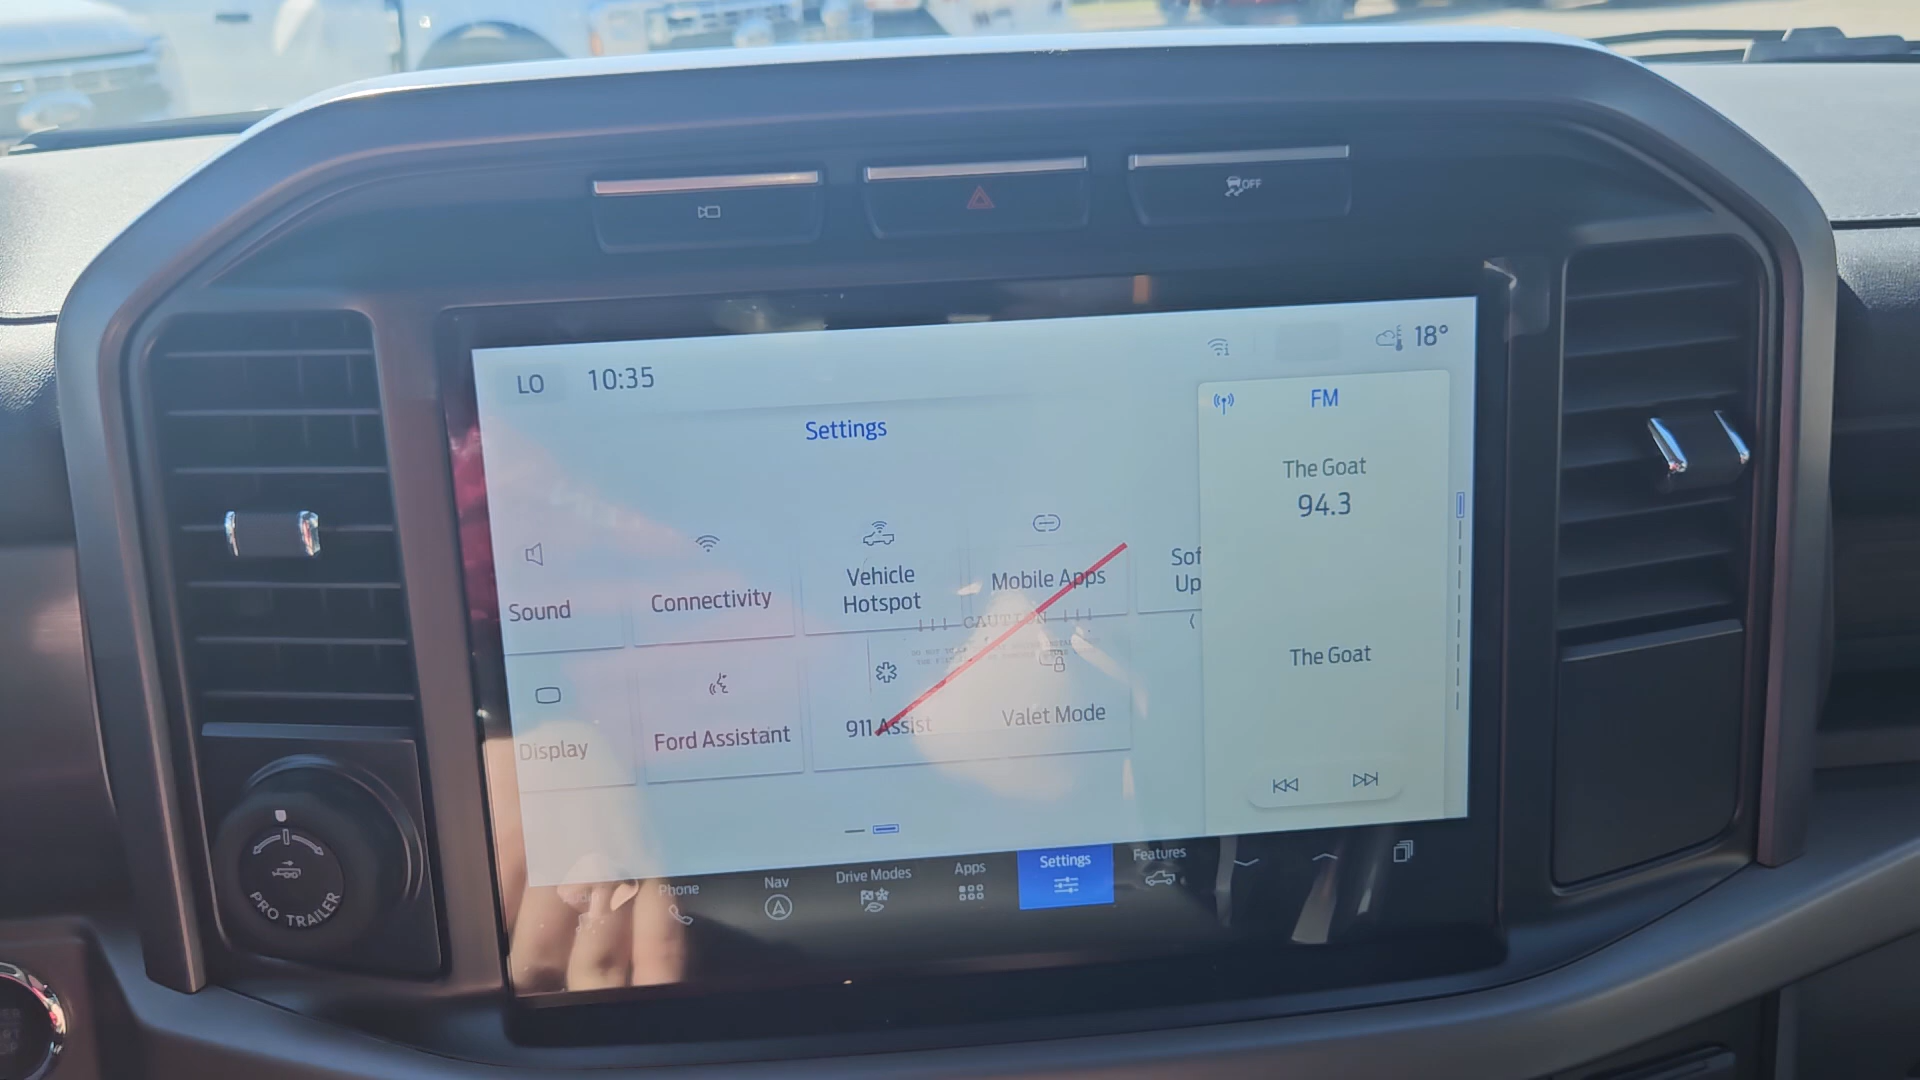 OFF
LO
10:35
18°
Settings
FM
The Goat
94.3
The Goat
Sound
Connectivity
Vehicle
Hotspot
Mobile Apps
Sof
Up
!!! CAUTION !!!
Display
Ford Assistant
911 Assist
Valet Mode
Phone
Nav
Drive Modes
Apps
Settings
Features
PRO TRAILER